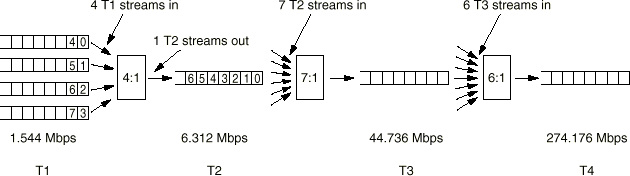 4 T1 streams in
7 T2 streams in
6 T3 streams in
1 T2 streams out
4 0
5 1
6 2
7 3
4:1
6 5 4 3 2 1 0
7:1
6:1
1.544 Mbps
6.312 Mbps
44.736 Mbps
274.176 Mbps
T1
T2
T3
T4